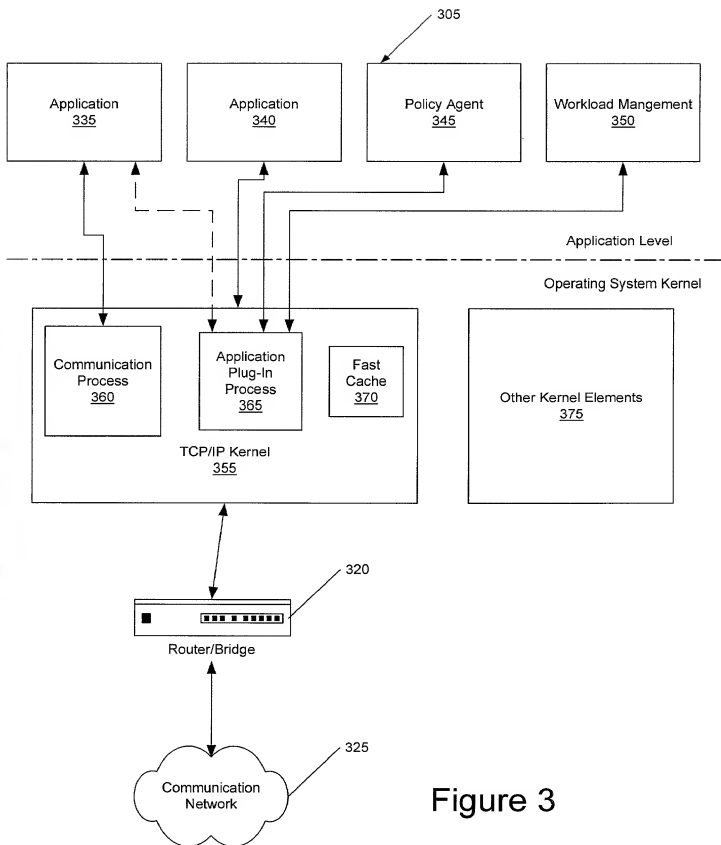 305
Application
335
Application
340
Policy Agent
345
Workload Mangement
350
Application Level
Operating System Kernel
Communication
Process
360
Application
Plug-In
Process
365
Fast
Cache
370
TCP/IP Kernel
355
Other Kernel Elements
375
320
Router/Bridge
325
Communication
Network
Figure 3